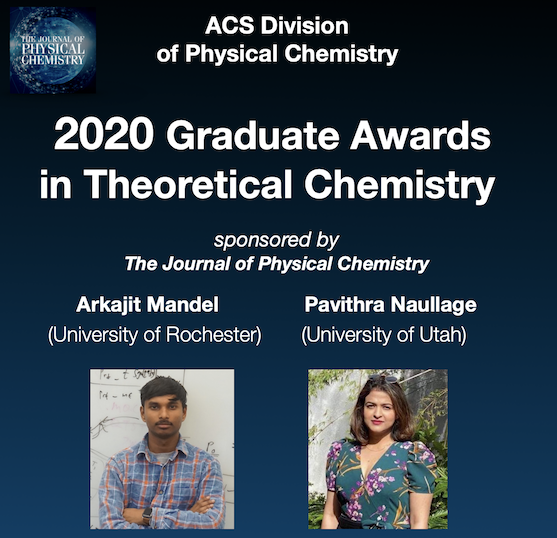 THE JOURNAL OF
PHYSICAL
CHEMISTRY
ACS Division
of Physical Chemistry
2020 Graduate Awards
in Theoretical Chemistry
sponsored by
The Journal of Physical Chemistry
Arkajit Mandel
Pavithra Naullage
(University of Rochester)
(University of Utah)